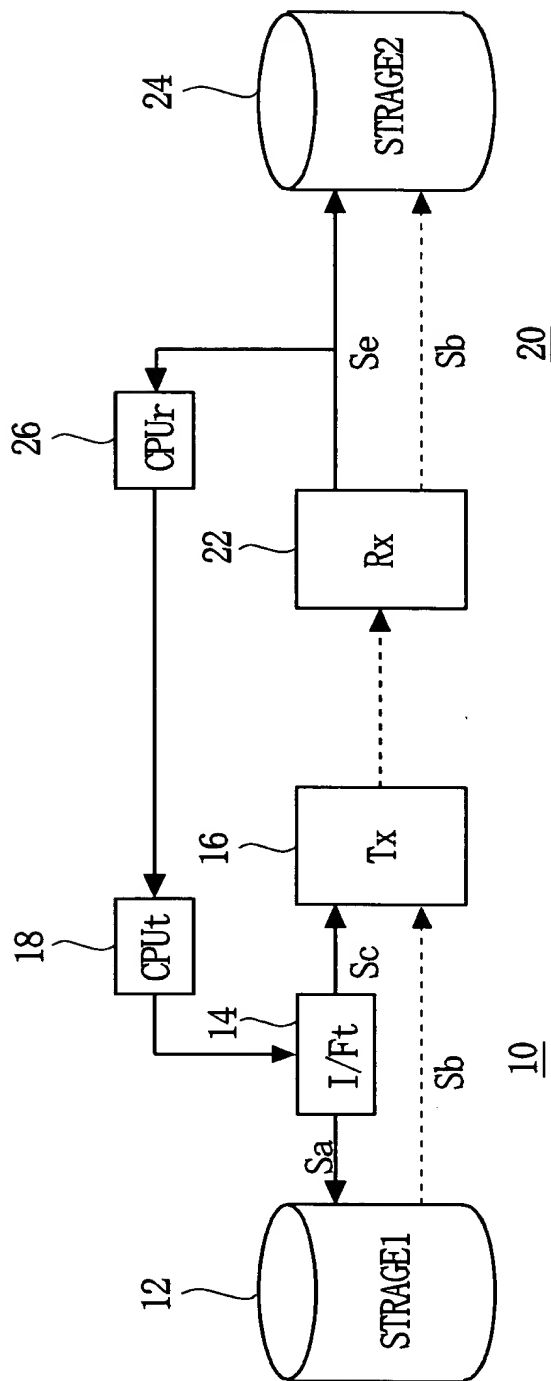 24
STRAGE2
Se
Sb
20
26
CPUr
22
Rx
16
Tx
18
CPUt
14
I/Ft
Sc
Sa
Sb
10
12
STRAGE1